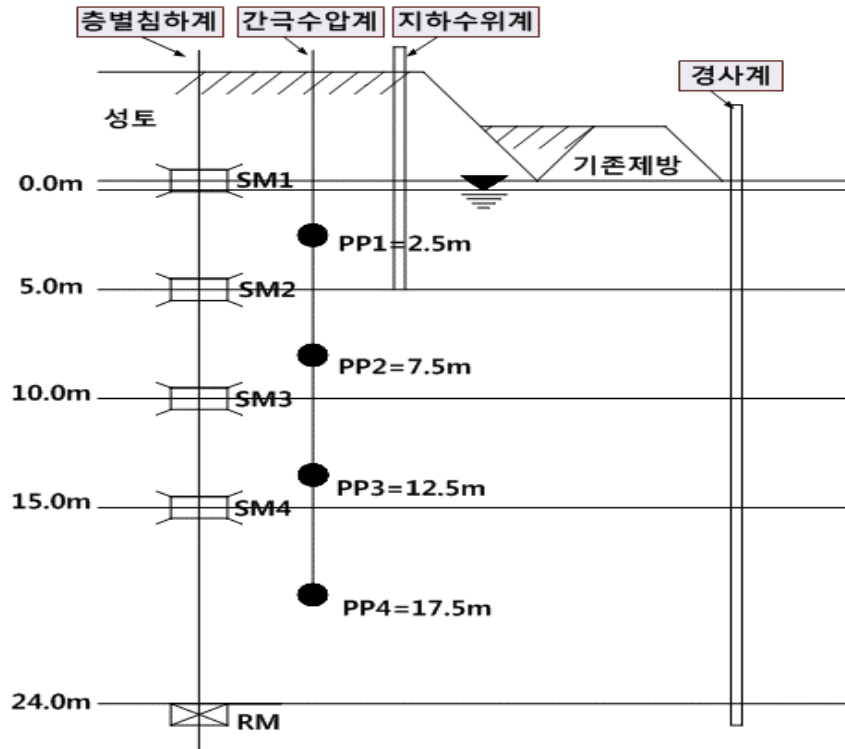 층별침하계 간극수압계 지하수위계
경사계
성토
기존제방
0.0m SM1
PP1=2.5m
5.0m SM2
PP2=7.5m
10.0m SM3
PP3=12.5m
15.0m SM4
PP4=17.5m
24.0m RM